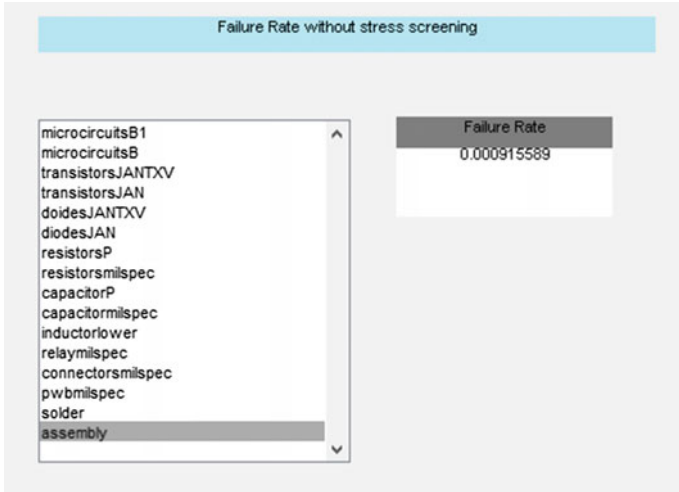 Failure Rate without stress screening
microcircuitsB1
microcircuitsB
transistorsJANTXV
transistorsJAN
doidesJANTXV
diodesJAN
resistorsP
resistorsmilspec
capacitorP
capacitormilspec
inductorlower
relaymilspec
connectorsmilspec
pwbmilspec
solder
assembly
Failure Rate
0.000915589